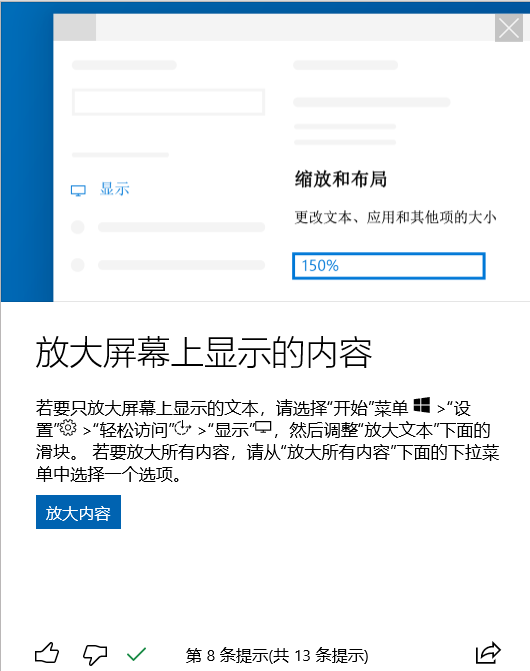 显示
缩放和布局
更改文本、应用和其他项的大小
150%
放大屏幕上显示的内容
若要只放大屏幕上显示的文本，请选择“开始”菜单 >“设
置” >“轻松访问” >“显示”，然后调整“放大文本”下面的
滑块。 若要放大所有内容，请从“放大所有内容”下面的下拉菜
单中选择一个选项。
放大内容
第 8 条提示(共 13 条提示)